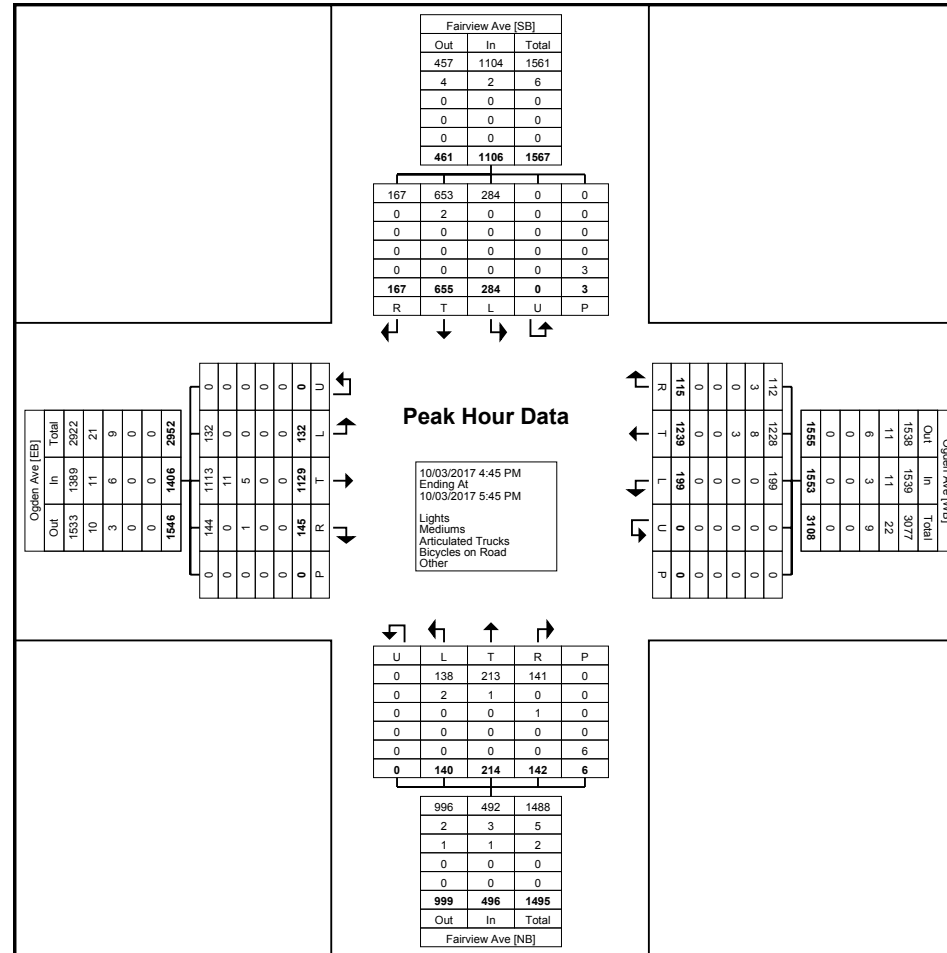 Fairview Ave [SB]
Out In Total
457 1104 1561
4 2 6
0 0 0
0 0 0
0 0 0
461 1106 1567
167 653 284 0 0
0 2 0 0 0
0 0 0 0 0
0 0 0 0 0
0 0 0 0 3
167 655 284 0 3
R T L U P
Ogden Ave [EB]
Total 2922 21 9 0 0 2952
In 1389 11 6 0 0 1406
Out 1533 10 3 0 0 1546
0 0 0 0 0 0 U
132 0 0 0 0 132 L
1113 11 5 0 0 1129 T
144 0 1 0 0 145 R
0 0 0 0 0 0 P
Peak Hour Data
10/03/2017 4:45 PM
Ending At
10/03/2017 5:45 PM
Lights
Mediums
Articulated Trucks
Bicycles on Road
Other
R 115 0 0 0 3 112
T 1239 0 0 3 8 1228
L 199 0 0 0 0 199
U 0 0 0 0 0 0
P 0 0 0 0 0 0
1555 0 0 6 11 1538 Out
1553 0 0 3 11 1539 In
3108 0 0 9 22 3077 Total
Ogden Ave [WB]
U L T R P
0 138 213 141 0
0 2 1 0 0
0 0 0 1 0
0 0 0 0 0
0 0 0 0 6
0 140 214 142 6
996 492 1488
2 3 5
1 1 2
0 0 0
0 0 0
999 496 1495
Out In Total
Fairview Ave [NB]